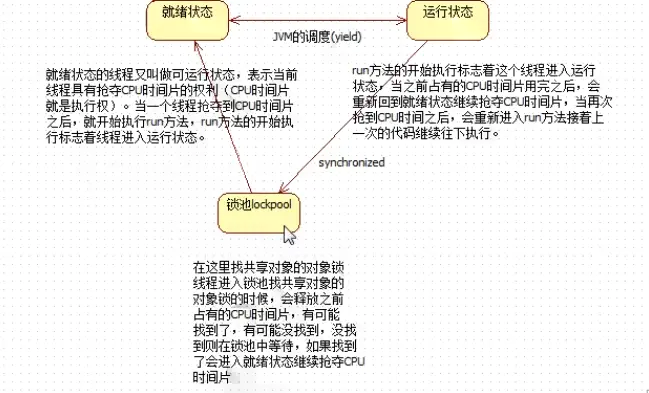 就绪状态
运行状态
JVM的调度(yield)
就绪状态的线程又叫做可运行状态，表示当前
线程具有抢夺CPU时间片的权利（CPU时间片
就是执行权）。当一个线程抢夺到CPU时间片
之后，就开始执行run方法，run方法的开始执
行标志着线程进入运行状态。
run方法的开始执行标志着这个线程进入运行
状态，当之前占有的CPU时间片用完之后，会
重新回到就绪状态继续抢夺CPU时间片，当再次
抢到CPU时间之后，会重新进入run方法接着上
一次的代码继续往下执行。
synchronized
锁池lockpool
在这里找共享对象的对象锁
线程进入锁池找共享对象的
对象锁的时候，会释放之前
占有的CPU时间片，有可能
找到了，有可能没找到，没找
到则在锁池中等待，如果找到
了会进入就绪状态继续抢夺CPU
时间片